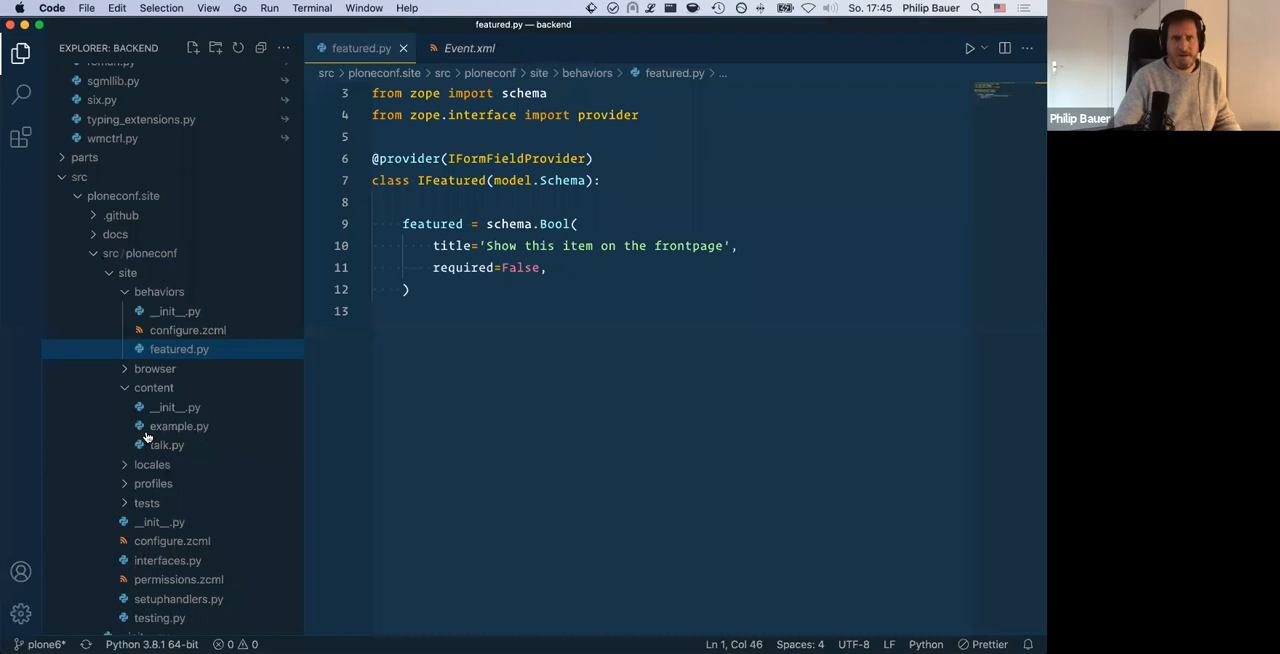 Code File Edit Selection View Go Run Terminal Window Help So. 17:45 Philip Bauer
featured.py — backend
EXPLORER: BACKEND
sgmllib.py
six.py
typing_extensions.py
wmctrl.py
parts
src
ploneconf.site
.github
docs
src / ploneconf
site
behaviors
__init__.py
configure.zcml
featured.py
browser
content
__init__.py
example.py
talk.py
locales
profiles
tests
__init__.py
configure.zcml
interfaces.py
permissions.zcml
setuphandlers.py
testing.py
featured.py Event.xml
src > ploneconf.site > src > ploneconf > site > behaviors > featured.py > ...
3 from zope import schema
4 from zope.interface import provider
5
6 @provider(IFormFieldProvider)
7 class IFeatured(model.Schema):
8
9 featured = schema.Bool(
10 title='Show this item on the frontpage',
11 required=False,
12 )
13
plone6* Python 3.8.1 64-bit 0 0 Ln 1, Col 46 Spaces: 4 UTF-8 LF Python Prettier
Philip Bauer